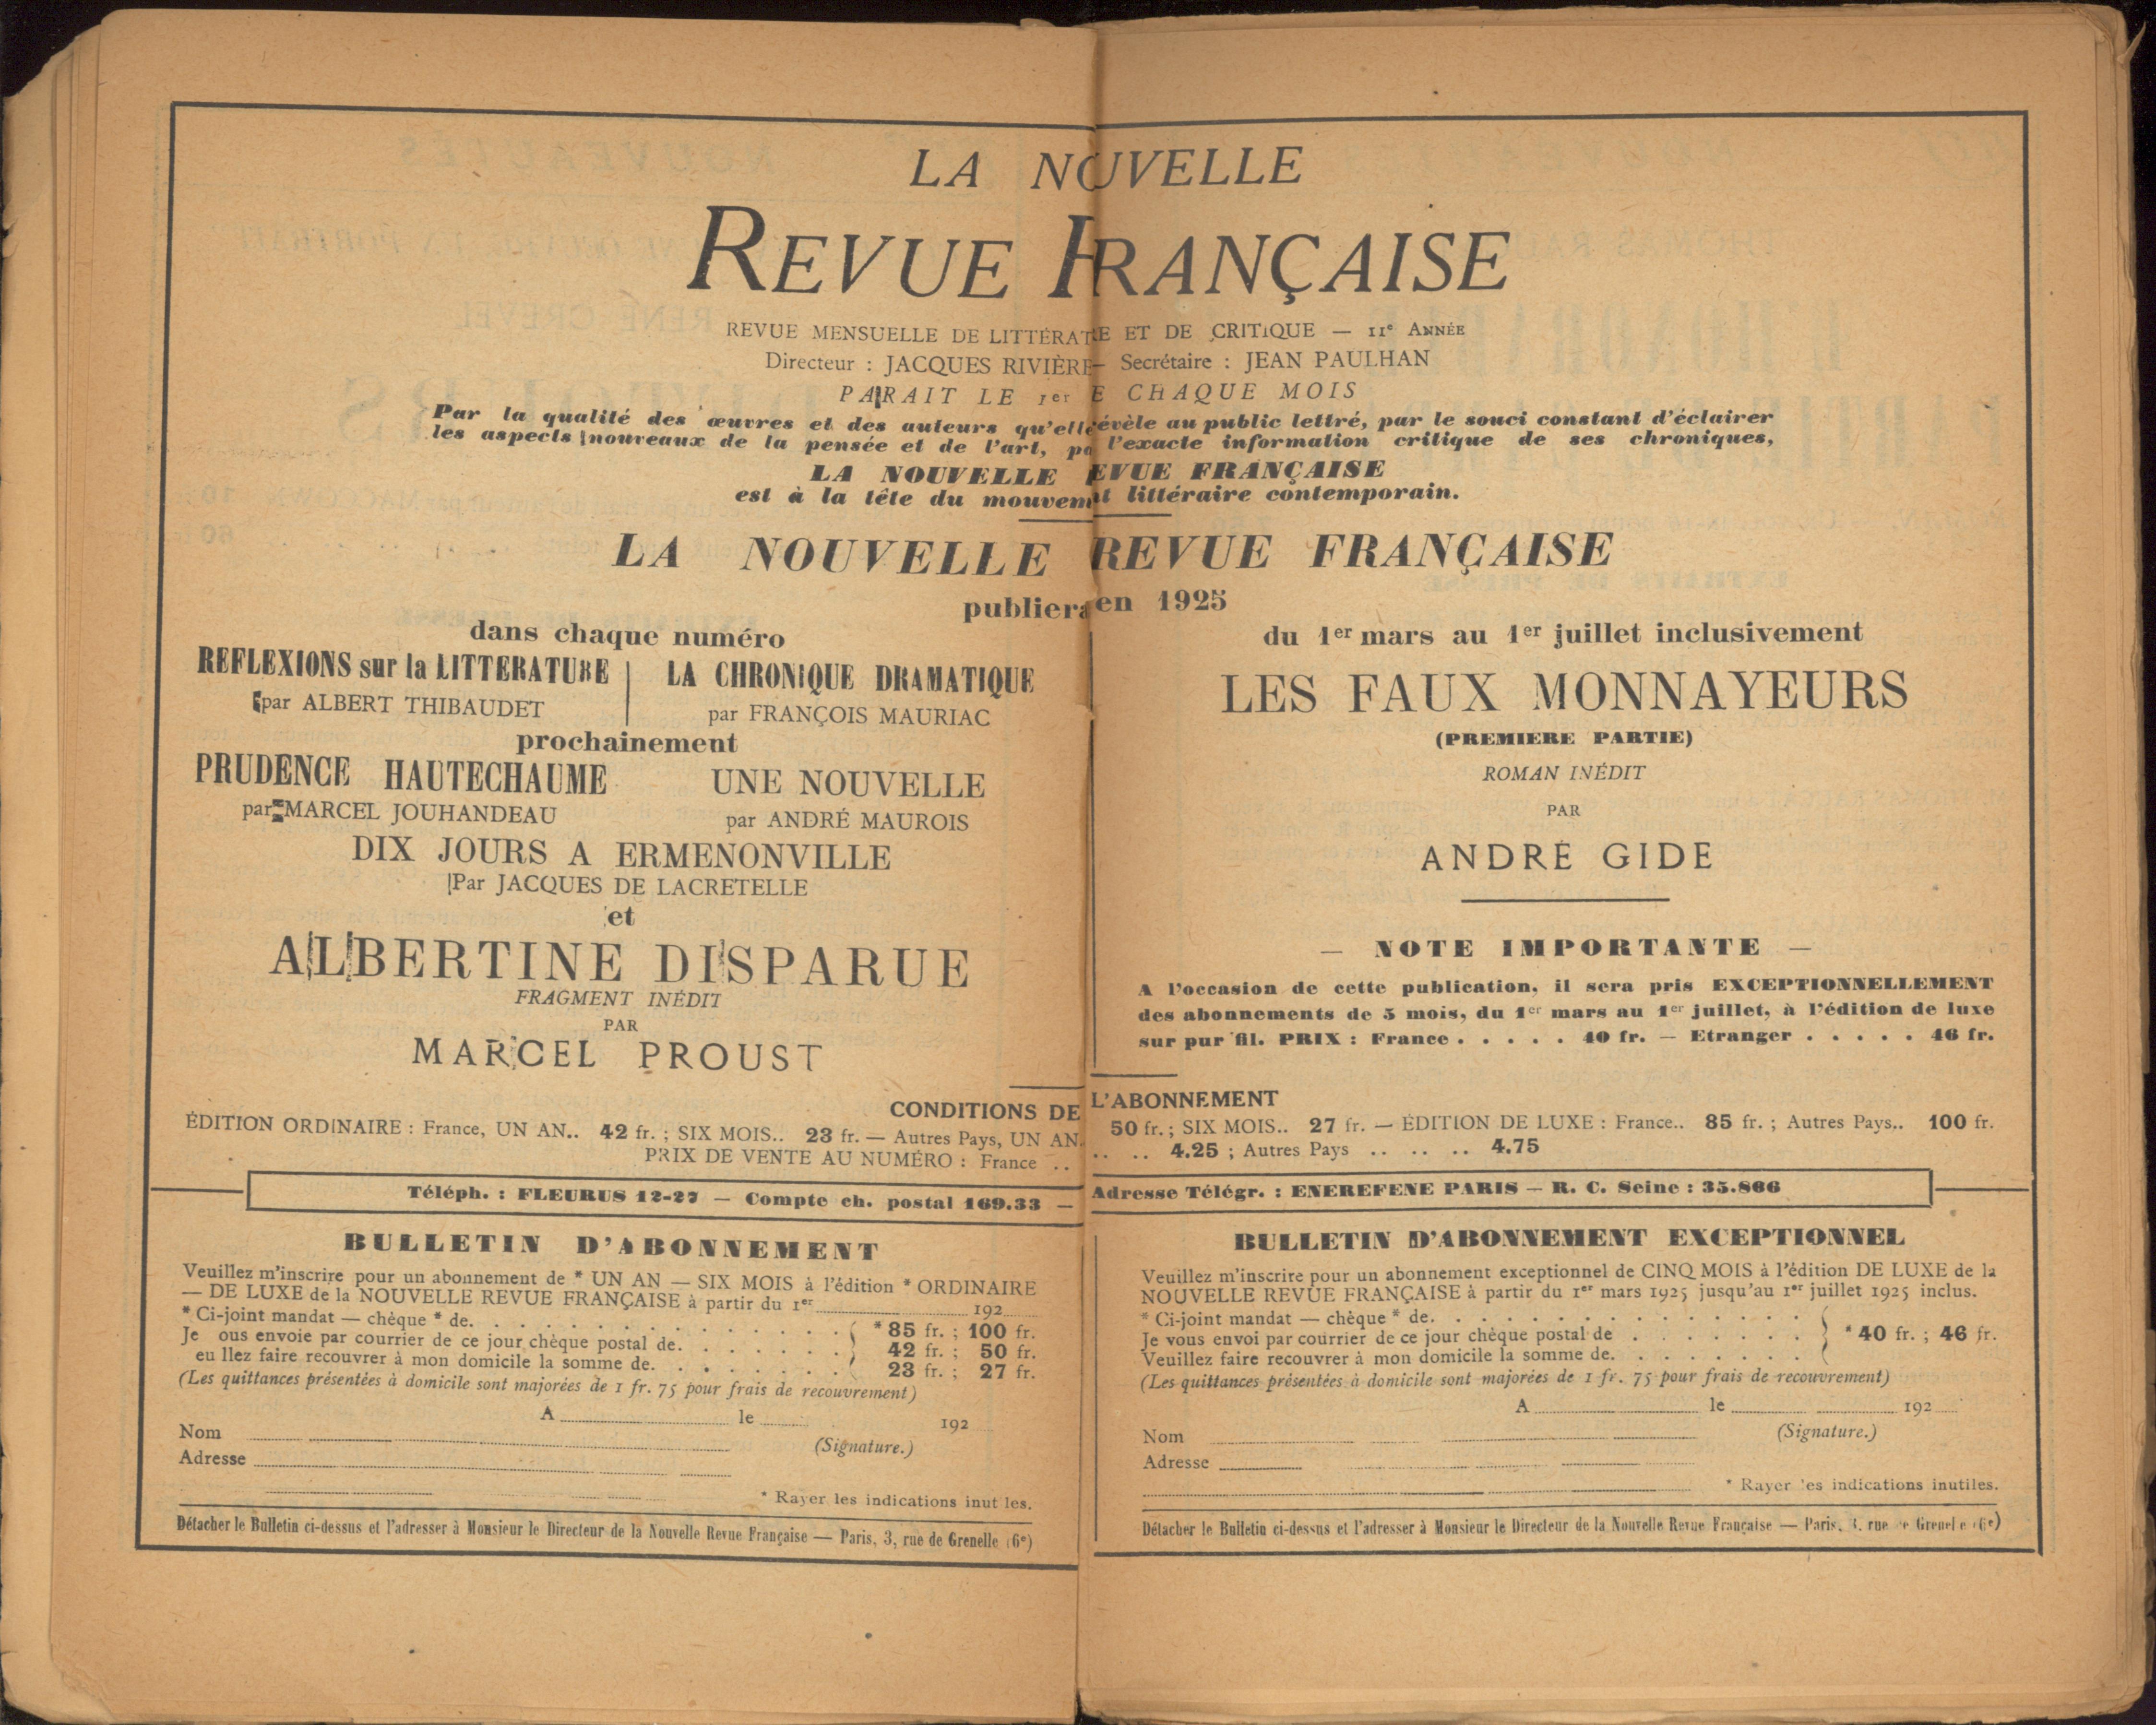 LA NOUVELLE
REVUE FRANÇAISE
REVUE MENSUELLE DE LITTÉRATRE ET DE CRITIQUE — 11e ANNÉE
Directeur : JACQUES RIVIÈRE — Secrétaire : JEAN PAULHAN
PARAIT LE 1er E CHAQUE MOIS
Par la qualité des œuvres et des auteurs qu'elle évèle au public lettré, par le souci constant d'éclairer
les aspects nouveaux de la pensée et de l'art, pa l'exacte information critique de ses chroniques,
LA NOUVELLE EVUE FRANÇAISE
est à la tête du mouvemt littéraire contemporain.
LA NOUVELLE REVUE FRANÇAISE
publiera en 1925
dans chaque numéro
REFLEXIONS sur la LITTERATURE
par ALBERT THIBAUDET
LA CHRONIQUE DRAMATIQUE
par FRANÇOIS MAURIAC
prochainement
PRUDENCE HAUTECHAUME
par MARCEL JOUHANDEAU
UNE NOUVELLE
par ANDRÉ MAUROIS
DIX JOURS A ERMENONVILLE
Par JACQUES DE LACRETELLE
et
ALBERTINE DISPARUE
FRAGMENT INÉDIT
PAR
MARCEL PROUST
du 1er mars au 1er juillet inclusivement
LES FAUX MONNAYEURS
(PREMIERE PARTIE)
ROMAN INÉDIT
PAR
ANDRÉ GIDE
— NOTE IMPORTANTE —
A l'occasion de cette publication, il sera pris EXCEPTIONNELLEMENT
des abonnements de 5 mois, du 1er mars au 1er juillet, à l'édition de luxe
sur pur fil. PRIX : France . . . . . 40 fr. — Etranger . . . . . 46 fr.
CONDITIONS DE L'ABONNEMENT
ÉDITION ORDINAIRE : France, UN AN.. 42 fr. ; SIX MOIS.. 23 fr. — Autres Pays, UN AN. 50 fr. ; SIX MOIS.. 27 fr. — ÉDITION DE LUXE : France.. 85 fr. ; Autres Pays.. 100 fr.
PRIX DE VENTE AU NUMÉRO : France .. .. .. 4.25 ; Autres Pays .. .. .. 4.75
Téléph. : FLEURUS 12-27 — Compte ch. postal 169.33 — Adresse Télégr. : ENEREFENE PARIS — R. C. Seine : 35.806
BULLETIN D'ABONNEMENT
Veuillez m'inscrire pour un abonnement de * UN AN — SIX MOIS à l'édition * ORDINAIRE
— DE LUXE de la NOUVELLE REVUE FRANÇAISE à partir du 1er 192
* Ci-joint mandat — chèque * de. . . . . . . . . . . . .
Je ous envoie par courrier de ce jour chèque postal de. . . . . . .
eu llez faire recouvrer à mon domicile la somme de. . . . . . . .
* 85 fr. ; 100 fr.
42 fr. ; 50 fr.
23 fr. ; 27 fr.
(Les quittances présentées à domicile sont majorées de 1 fr. 75 pour frais de recouvrement)
A le 192
Nom
(Signature.)
Adresse
* Rayer les indications inut les.
Détacher le Bulletin ci-dessus et l'adresser à Monsieur le Directeur de la Nouvelle Revue Française — Paris, 3, rue de Grenelle (6e)
BULLETIN D'ABONNEMENT EXCEPTIONNEL
Veuillez m'inscrire pour un abonnement exceptionnel de CINQ MOIS à l'édition DE LUXE de la
NOUVELLE REVUE FRANÇAISE à partir du 1er mars 1925 jusqu'au 1er juillet 1925 inclus.
* Ci-joint mandat — chèque * de. . . . . . . . . . . . .
Je vous envoi par courrier de ce jour chèque postal de . . . . . . .
Veuillez faire recouvrer à mon domicile la somme de. . . . . . . .
* 40 fr. ; 46 fr.
(Les quittances présentées à domicile sont majorées de 1 fr. 75 pour frais de recouvrement)
A le 192
Nom
(Signature.)
Adresse
* Rayer les indications inutiles.
Détacher le Bulletin ci-dessus et l'adresser à Monsieur le Directeur de la Nouvelle Revue Française — Paris, rue Grenelle (6e)